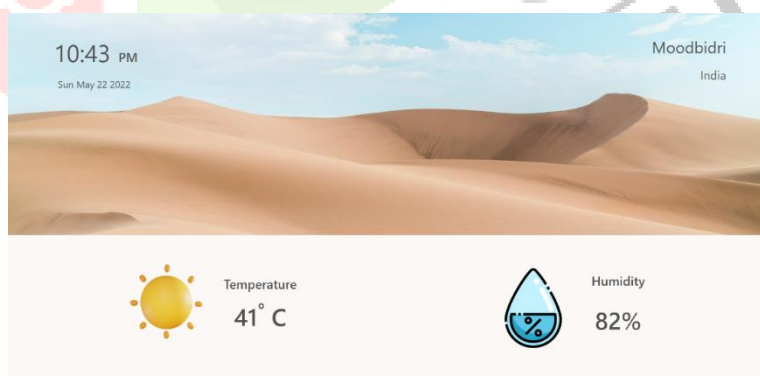 10:43 PM
Sun May 22 2022
Moodbidri
India
Temperature
41° C
Humidity
82%